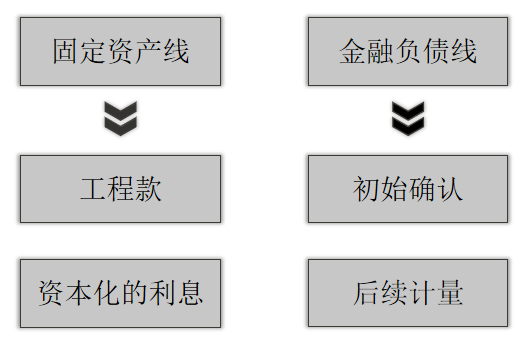 固定资产线
金融负债线
工程款
初始确认
资本化的利息
后续计量